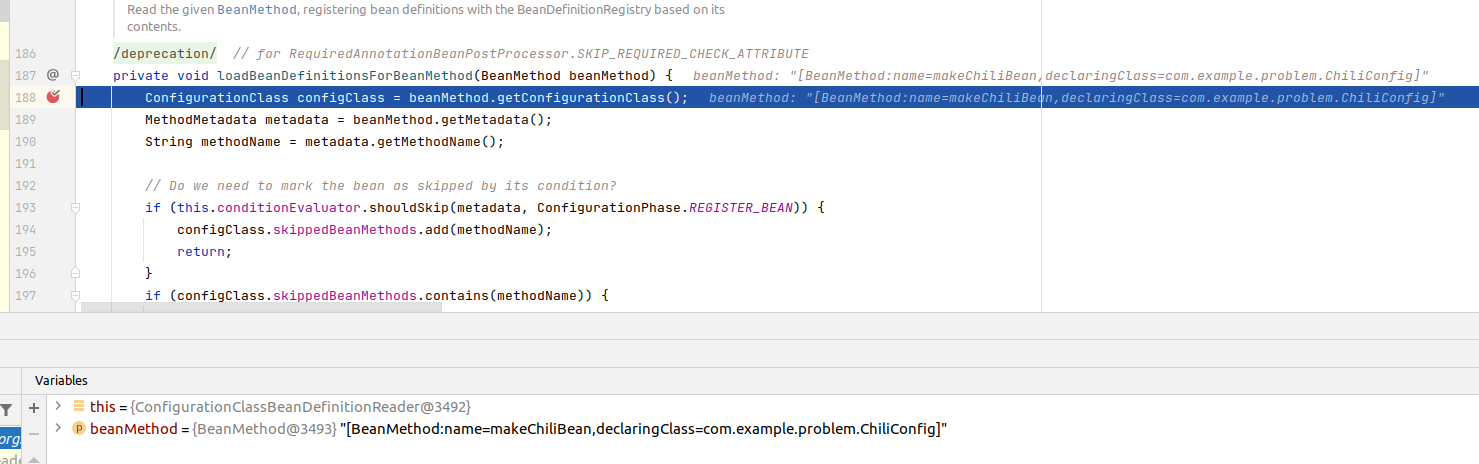 Read the given BeanMethod, registering bean definitions with the BeanDefinitionRegistry based on its
contents.
186 /deprecation/ // for RequiredAnnotationBeanPostProcessor.SKIP_REQUIRED_CHECK_ATTRIBUTE
187 @ private void loadBeanDefinitionsForBeanMethod(BeanMethod beanMethod) { beanMethod: "[BeanMethod:name=makeChiliBean,declaringClass=com.example.problem.ChiliConfig]"
188 ConfigurationClass configClass = beanMethod.getConfigurationClass(); beanMethod: "[BeanMethod:name=makeChiliBean,declaringClass=com.example.problem.ChiliConfig]"
189 MethodMetadata metadata = beanMethod.getMetadata();
190 String methodName = metadata.getMethodName();
191
192 // Do we need to mark the bean as skipped by its condition?
193 if (this.conditionEvaluator.shouldSkip(metadata, ConfigurationPhase.REGISTER_BEAN)) {
194 configClass.skippedBeanMethods.add(methodName);
195 return;
196 }
197 if (configClass.skippedBeanMethods.contains(methodName)) {
Variables
this = {ConfigurationClassBeanDefinitionReader@3492}
p beanMethod = {BeanMethod@3493} "[BeanMethod:name=makeChiliBean,declaringClass=com.example.problem.ChiliConfig]"
org.